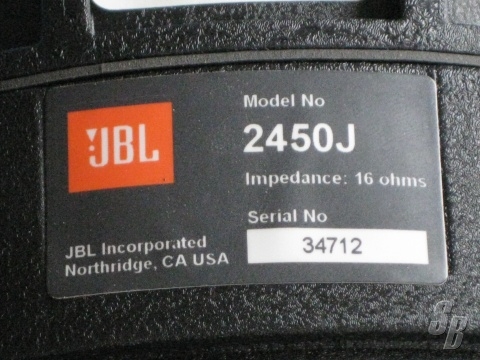 JBL
Model No
2450J
Impedance: 16 ohms
Serial No
34712
JBL Incorporated
Northridge, CA USA
SB